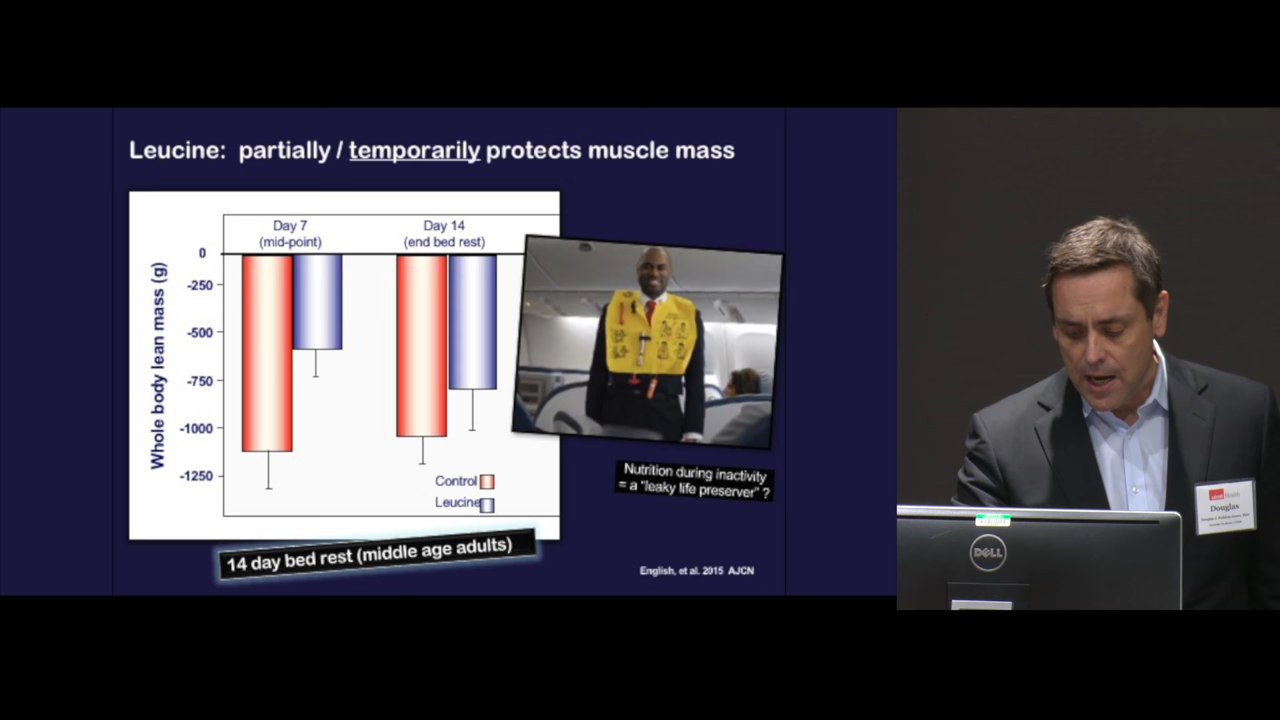 Leucine: partially / temporarily protects muscle mass
Day 7
(mid-point)
Day 14
(end bed rest)
0
-250
-500
-750
-1000
-1250
Whole body lean mass (g)
Control
Leucine
14 day bed rest (middle age adults)
Nutrition during inactivity
= a "leaky life preserver" ?
English, et al. 2015 AJCN
Health
Douglas
DELL